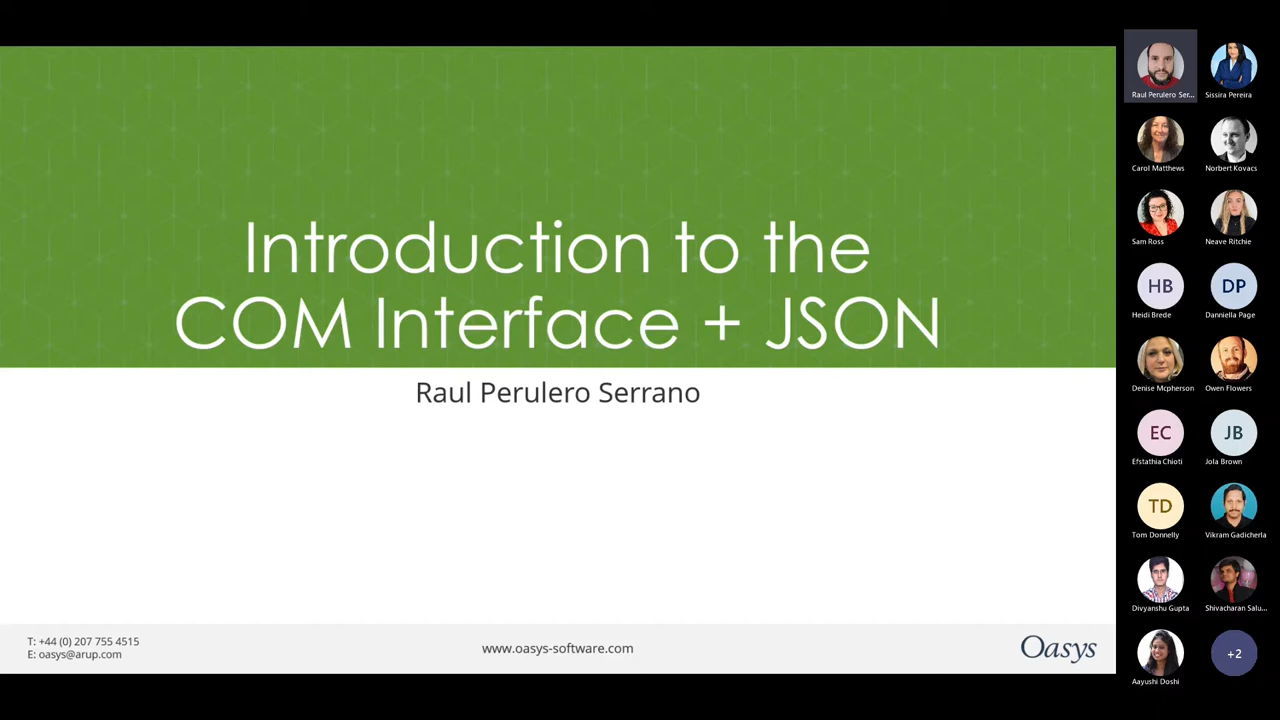 Introduction to the
COM Interface + JSON
Raul Perulero Serrano
T: +44 (0) 207 755 4515
E: oasys@arup.com
www.oasys-software.com
Oasys
Raul Perulero Ser...
Sissira Pereira
Carol Matthews
Norbert Kovacs
Sam Ross
Neave Ritchie
HB
DP
Heidi Brede
Danniella Page
Denise Mcpherson
Owen Flowers
EC
JB
Efstathia Chioti
Jola Brown
TD
Tom Donnelly
Vikram Gadicherla
Divyanshu Gupta
Shivacharan Salu...
Aayushi Doshi
+2